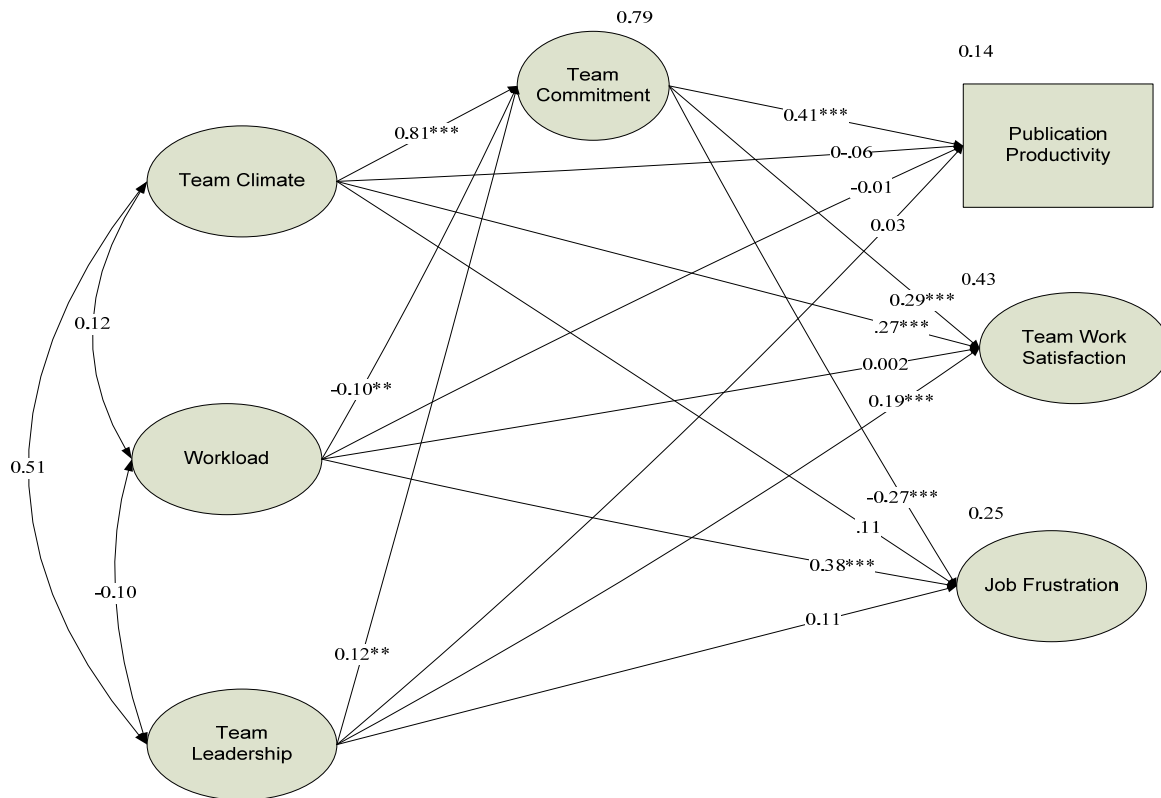 0.79
0.14
Team
Commitment
Publication
Productivity
0.41***
0.81***
0-.06
Team Climate
-0.01
0.03
0.43
0.29***
0.12
.27***
Team Work
Satisfaction
0.002
-0.10**
0.19***
Workload
0.51
-0.27***
0.25
.11
0.38***
Job Frustration
-0.10
0.11
0.12**
Team
Leadership